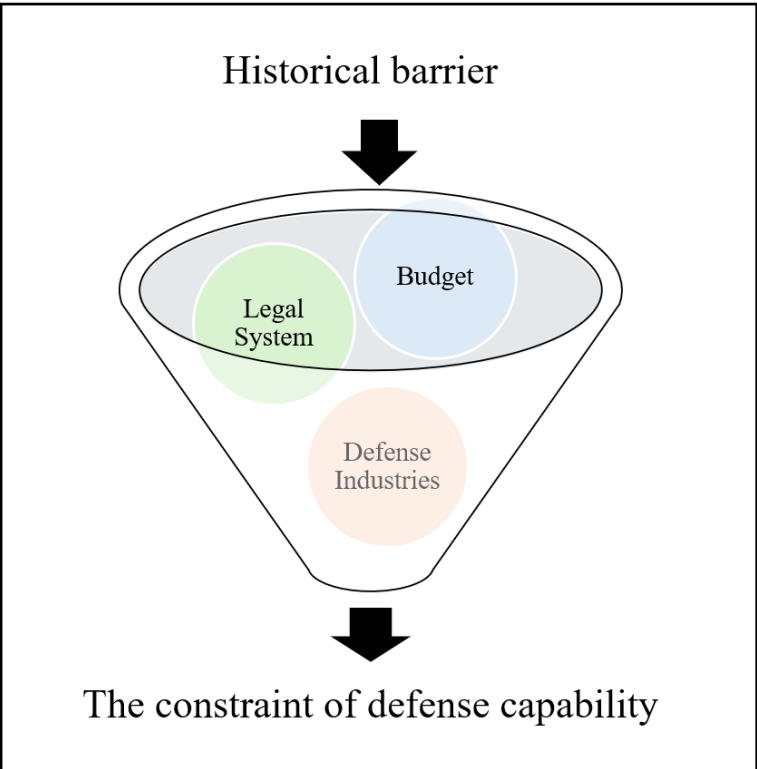 Historical barrier
Budget
Legal
System
Defense
Industries
The constraint of defense capability